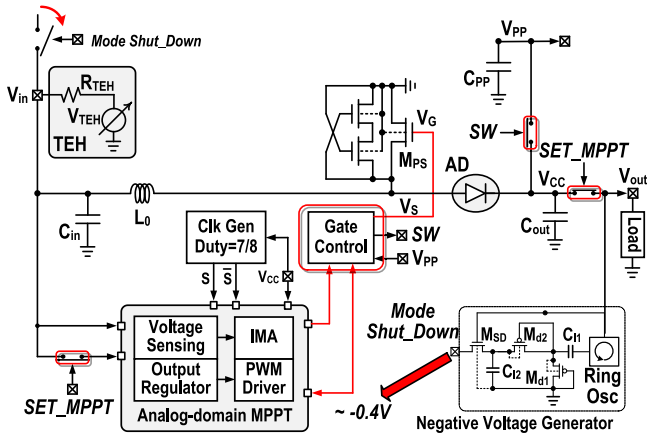 Mode Shut_Down
V_in
R_TEH
V_TEH
TEH
C_in
L_0
V_G
M_PS
V_S
AD
V_PP
C_PP
SW
SET_MPPT
V_CC
V_out
C_out
Load
Clk Gen
Duty=7/8
S
S̅
V_CC
Gate
Control
SW
V_PP
Voltage
Sensing
IMA
Output
Regulator
PWM
Driver
Analog-domain MPPT
SET_MPPT
Mode
Shut_Down
~ -0.4V
M_SD
M_d2
C_I1
C_I2
M_d1
Ring
Osc
Negative Voltage Generator